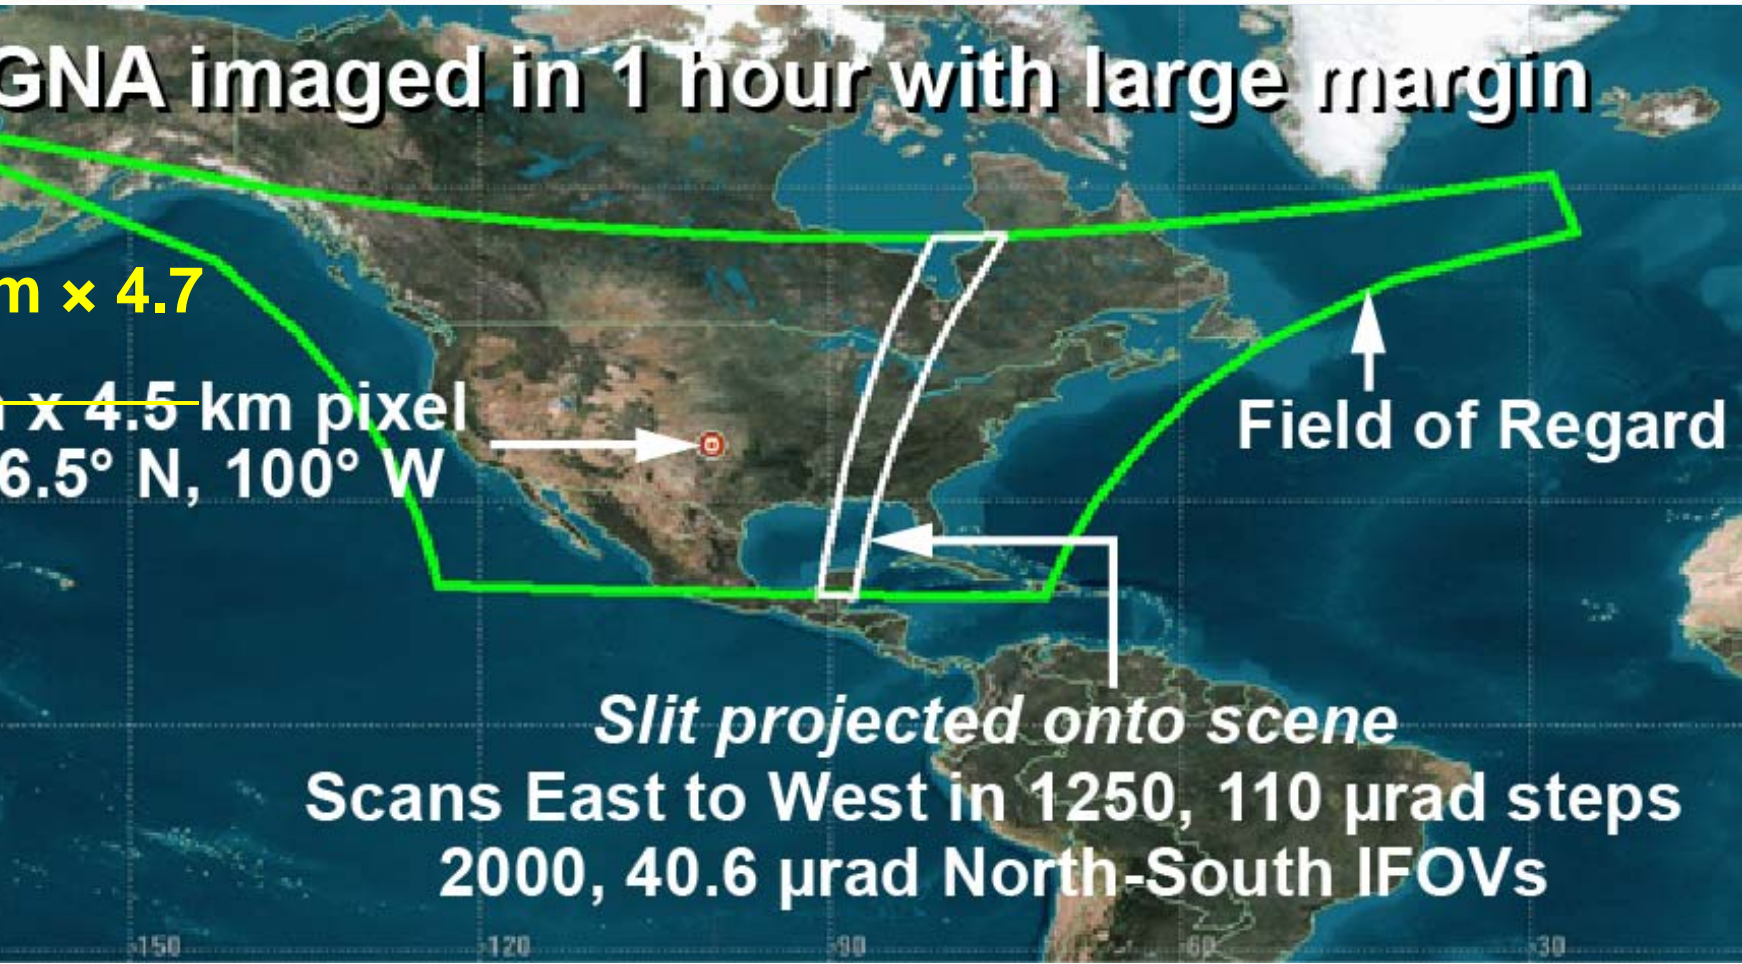 GNA imaged in 1 hour with large margin
m × 4.7
x 4.5 km pixel
6.5° N, 100° W
Field of Regard
Slit projected onto scene
Scans East to West in 1250, 110 µrad steps
2000, 40.6 µrad North-South IFOVs
-150 -120 -90 -60 -30